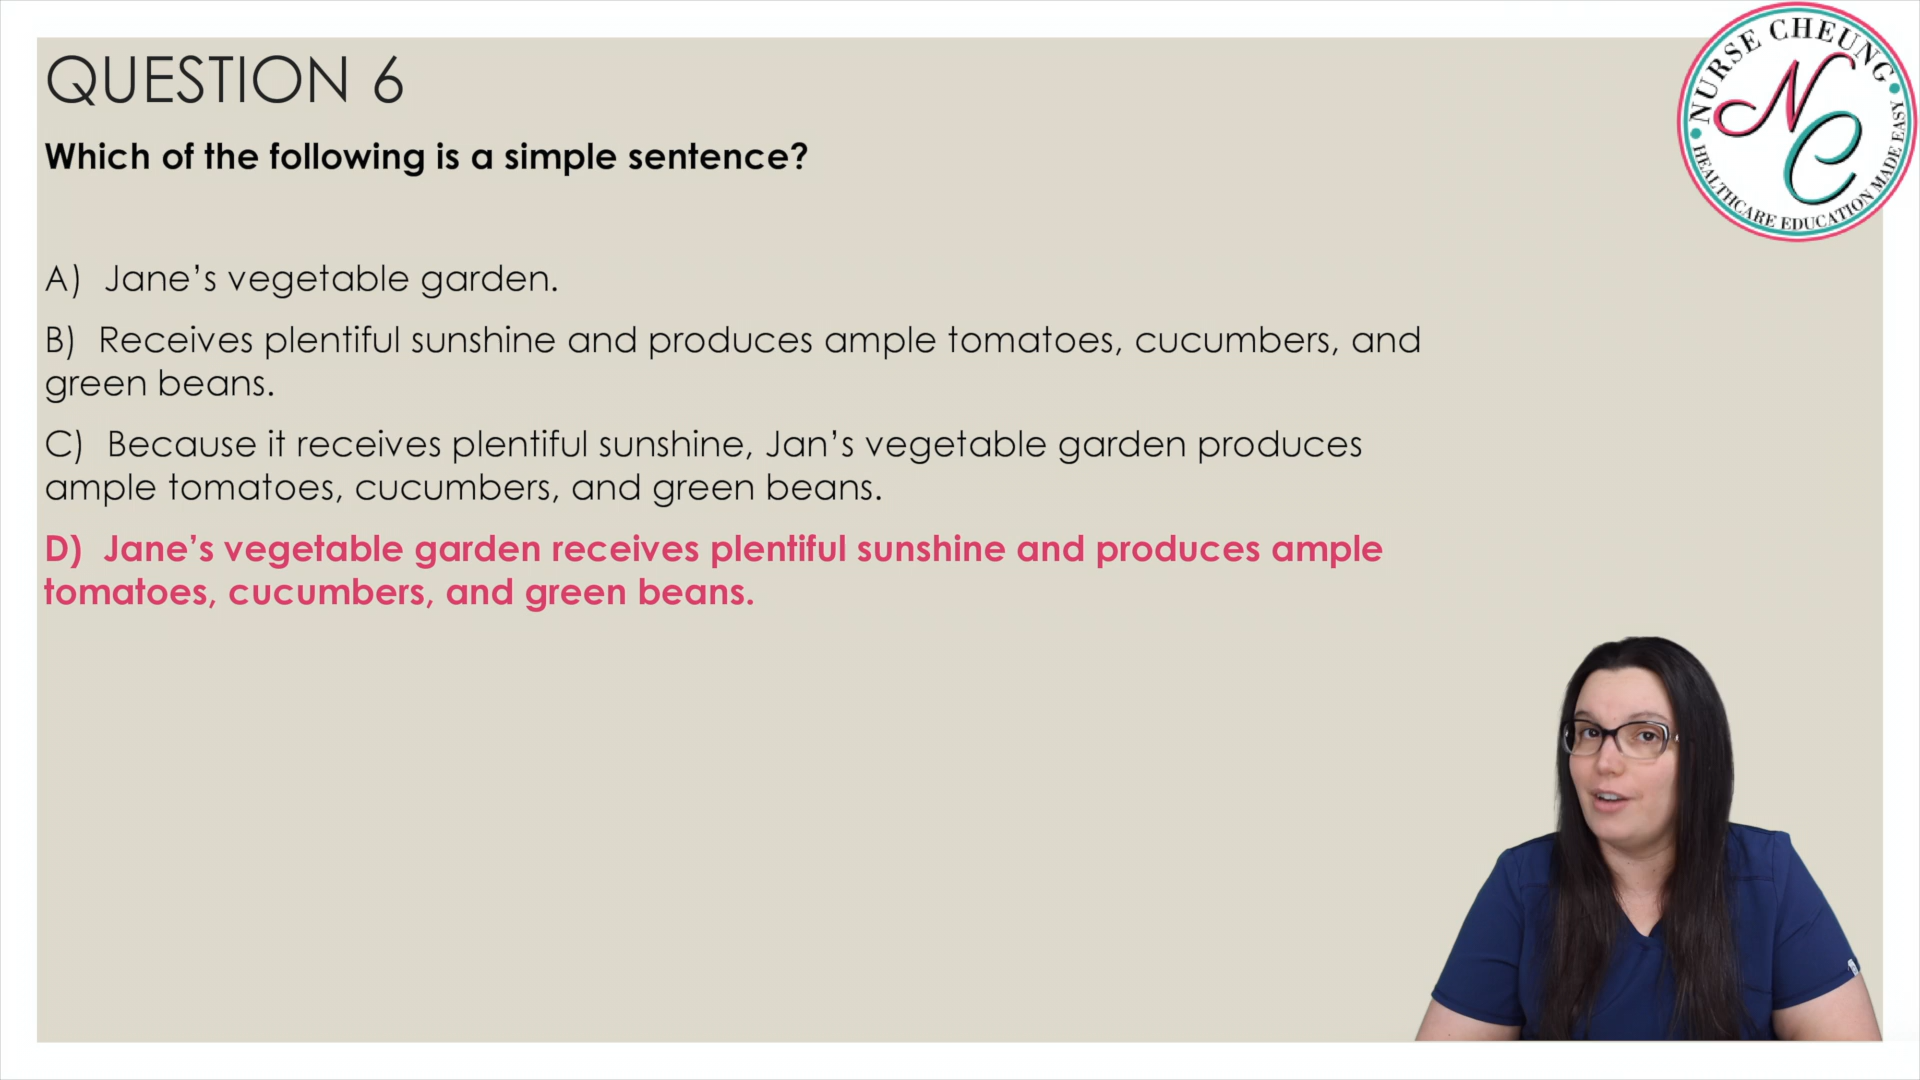 QUESTION 6
Which of the following is a simple sentence?
A) Jane’s vegetable garden.
B) Receives plentiful sunshine and produces ample tomatoes, cucumbers, and
green beans.
C) Because it receives plentiful sunshine, Jan’s vegetable garden produces
ample tomatoes, cucumbers, and green beans.
D) Jane’s vegetable garden receives plentiful sunshine and produces ample
tomatoes, cucumbers, and green beans.
NURSE CHEUNG
NC
HEALTHCARE EDUCATION MADE EASY